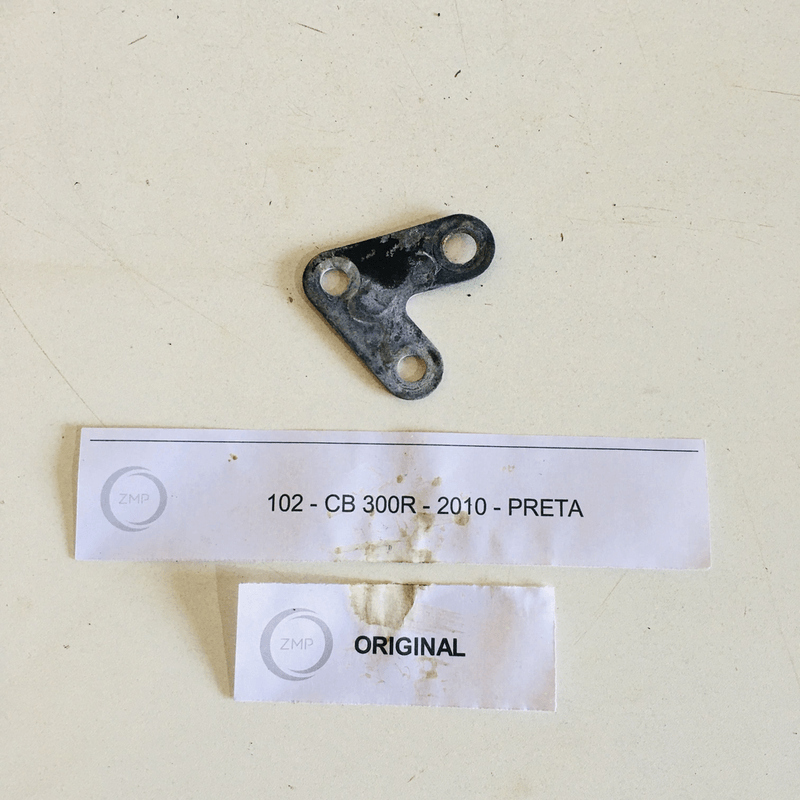 ZMP
102 - CB 300R - 2010 - PRETA
ZMP
ORIGINAL